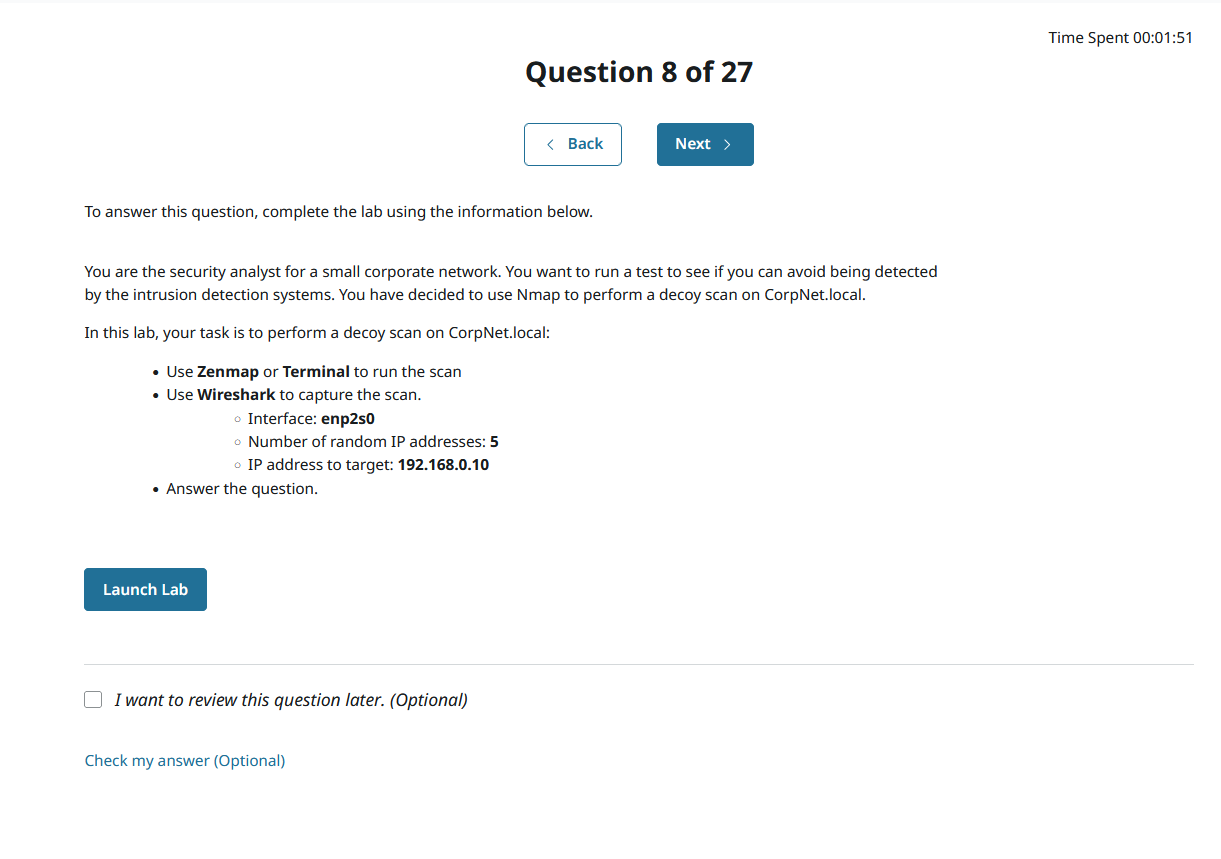 Time Spent 00:01:51
Question 8 of 27
Back
Next
To answer this question, complete the lab using the information below.
You are the security analyst for a small corporate network. You want to run a test to see if you can avoid being detected
by the intrusion detection systems. You have decided to use Nmap to perform a decoy scan on CorpNet.local.
In this lab, your task is to perform a decoy scan on CorpNet.local:
• Use Zenmap or Terminal to run the scan
• Use Wireshark to capture the scan.
○ Interface: enp2s0
○ Number of random IP addresses: 5
○ IP address to target: 192.168.0.10
• Answer the question.
Launch Lab
I want to review this question later. (Optional)
Check my answer (Optional)